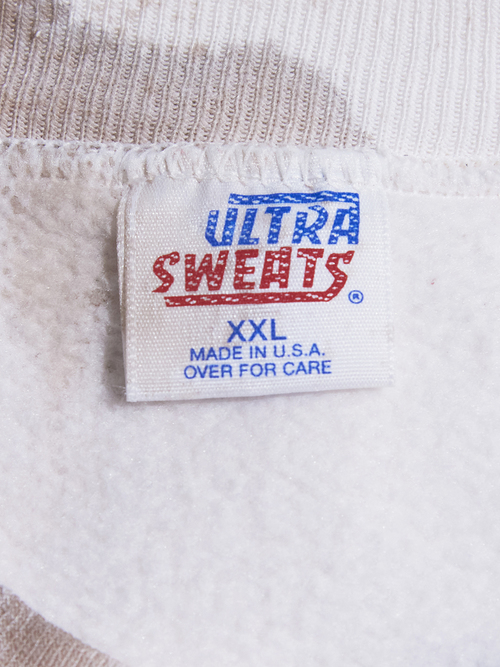 ULTRA
SWEATS®
XXL
MADE IN U.S.A.
OVER FOR CARE